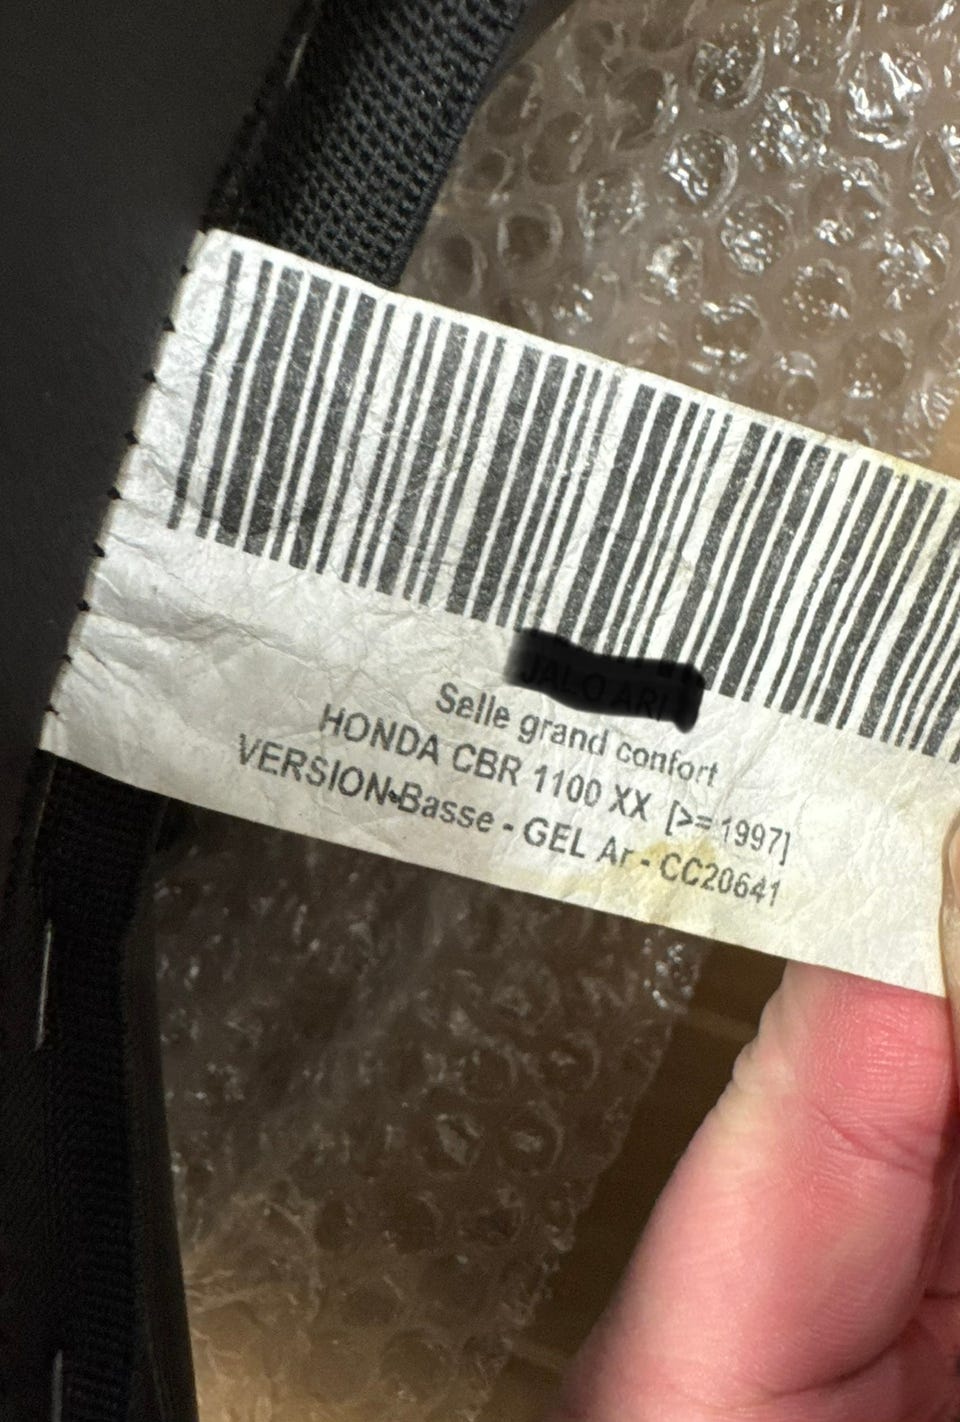 Selle grand confort
HONDA CBR 1100 XX [>= 1997]
VERSION-Basse - GEL Ar - CC20641